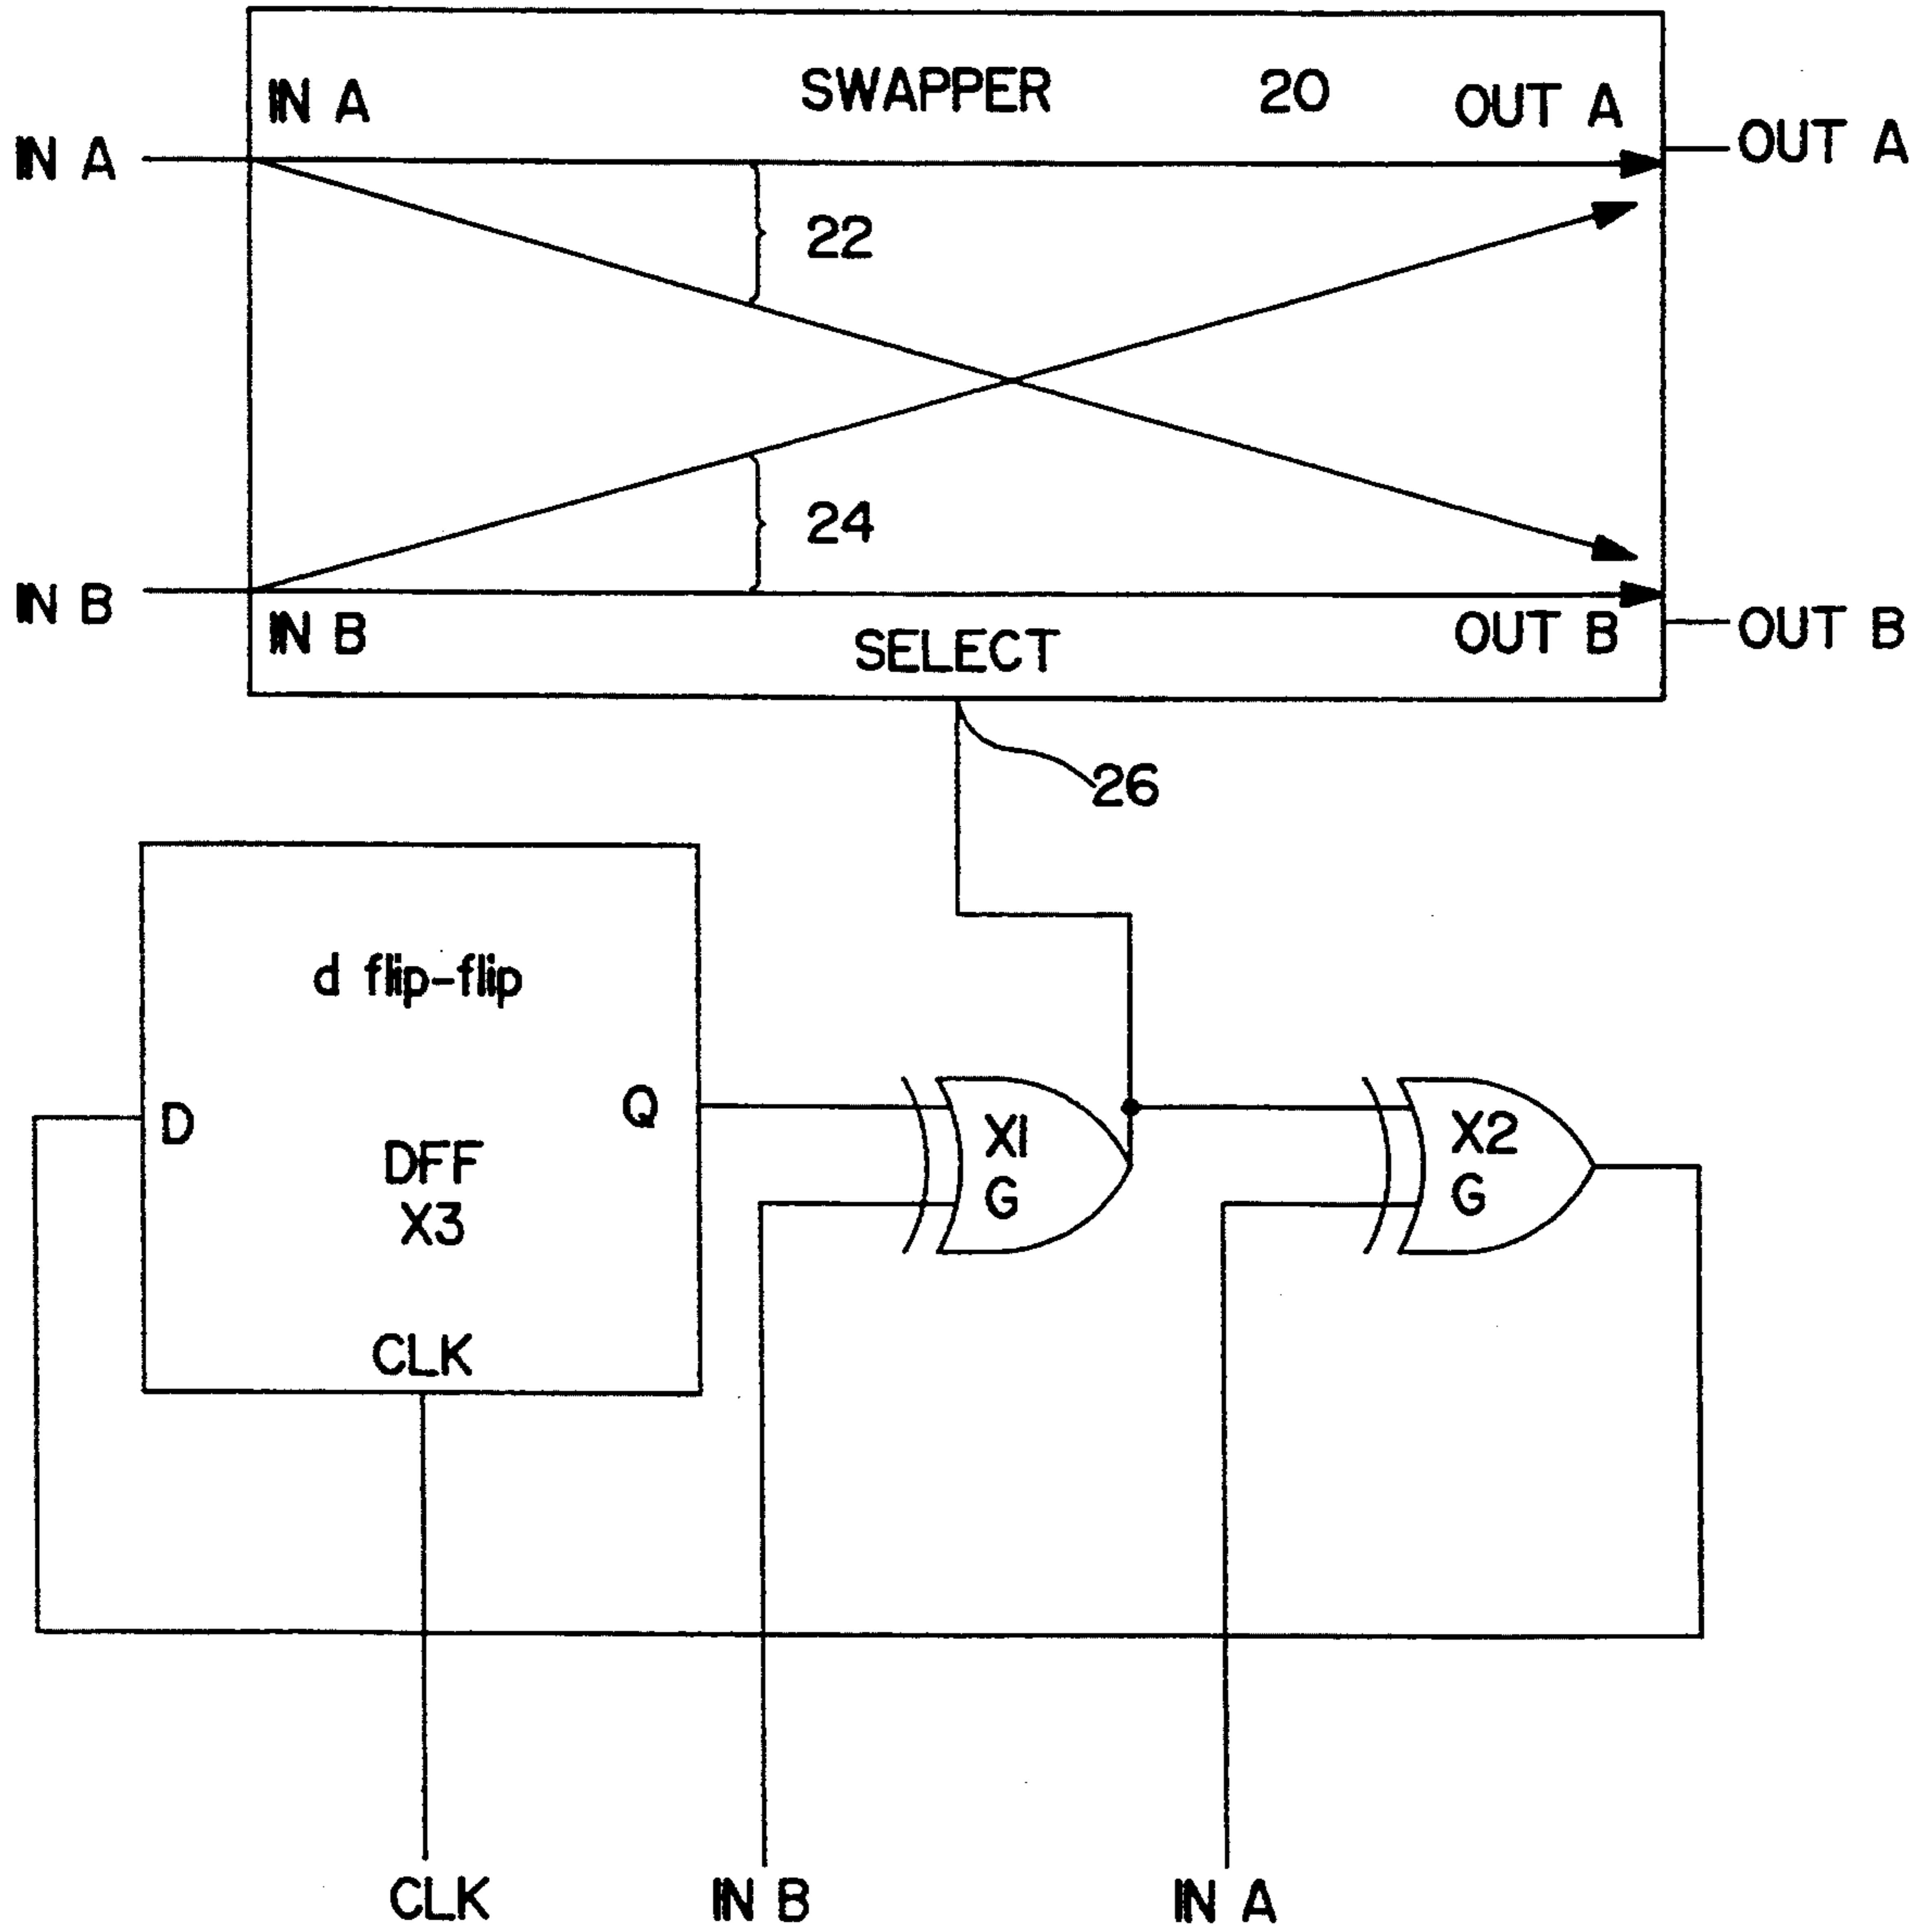 IN A SWAPPER 20 OUT A
IN A
OUT A
22
24
IN B
IN B
SELECT
OUT B
OUT B
26
d flip-flip
D
Q
DFF
X3
CLK
X1
G
X2
G
CLK
IN B
IN A